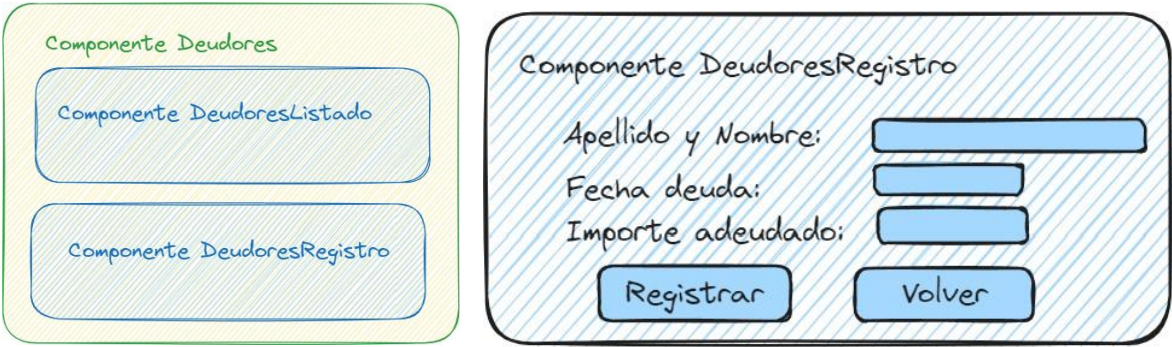 Componente Deudores
Componente DeudoresListado
Componente DeudoresRegistro
Componente DeudoresRegistro
Apellido y Nombre:
Fecha deuda:
Importe adeudado:
Registrar
Volver